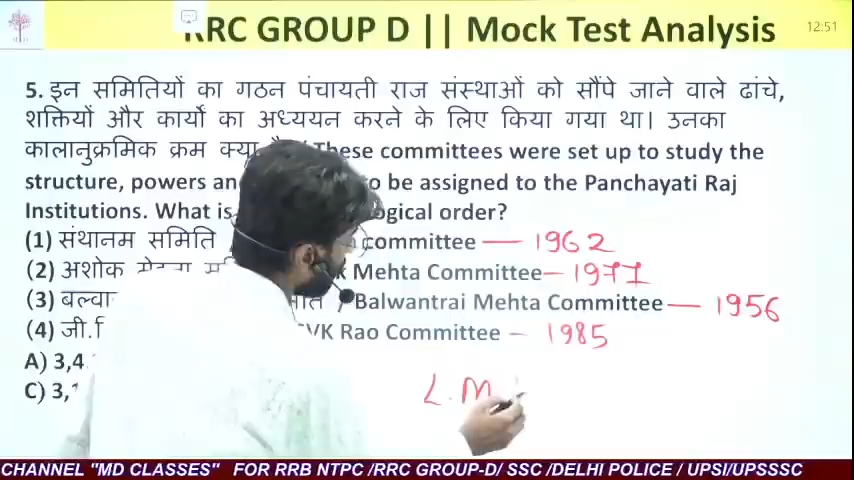 RRC GROUP D || Mock Test Analysis
12:51
5. इन समितियों का गठन पंचायती राज संस्थाओं को सौंपे जाने वाले ढांचे,
शक्तियों और कार्यों का अध्ययन करने के लिए किया गया था। उनका
कालानुक्रमिक क्रम क्या These committees were set up to study the
structure, powers to be assigned to the Panchayati Raj
Institutions. What is order?
(1) संथानम समिति committee — 1962
(2) अशोक Mehta Committee — 1977
(3) Balwantrai Mehta Committee — 1956
(4) Rao Committee — 1985
A) 3,4
C) 3,
L.M
CHANNEL "MD CLASSES" FOR RRB NTPC /RRC GROUP-D/ SSC /DELHI POLICE / UPSI/UPSSSC